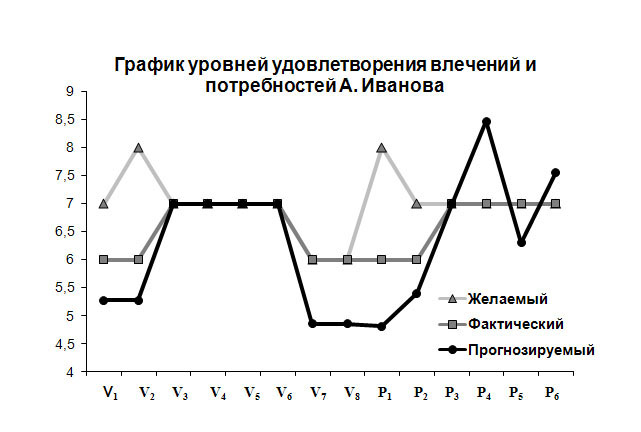 График уровней удовлетворения влечений и
потребностей А. Иванова
9
8,5
8
7,5
7
6,5
6
5,5
5
4,5
4
Желаемый
Фактический
Прогнозируемый
V₁ V₂ V₃ V₄ V₅ V₆ V₇ V₈ P₁ P₂ P₃ P₄ P₅ P₆